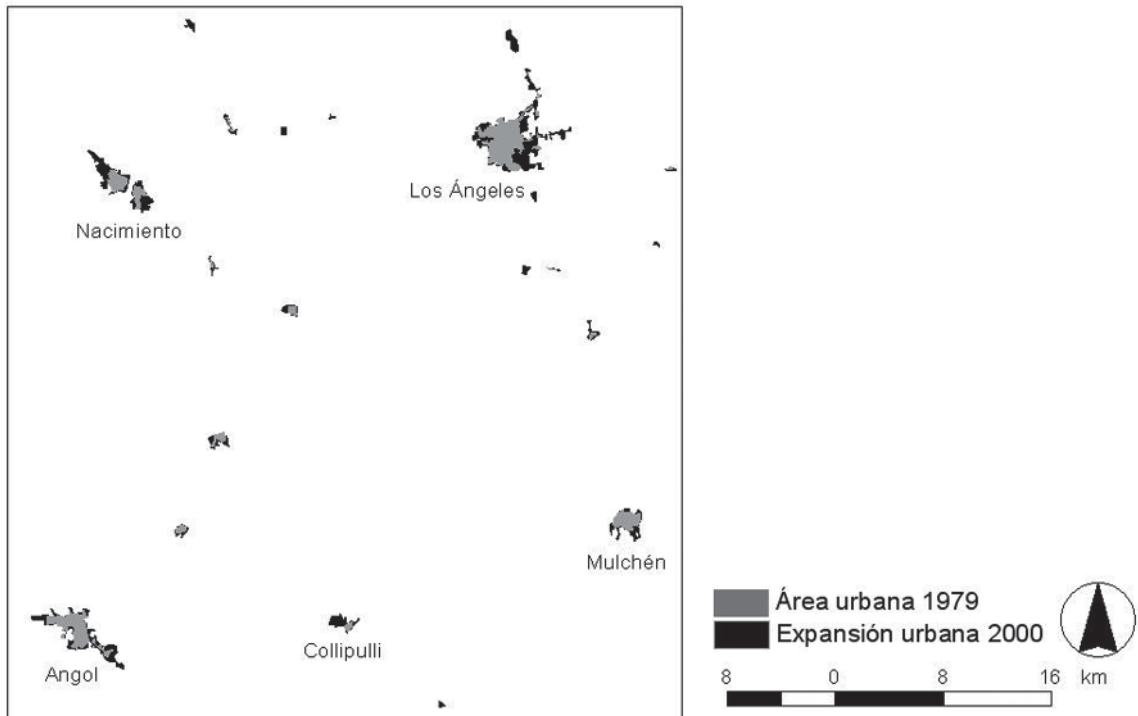 Los Ángeles
Nacimiento
Mulchén
Collipulli
Angol
Área urbana 1979
Expansión urbana 2000
8 0 8 16 km